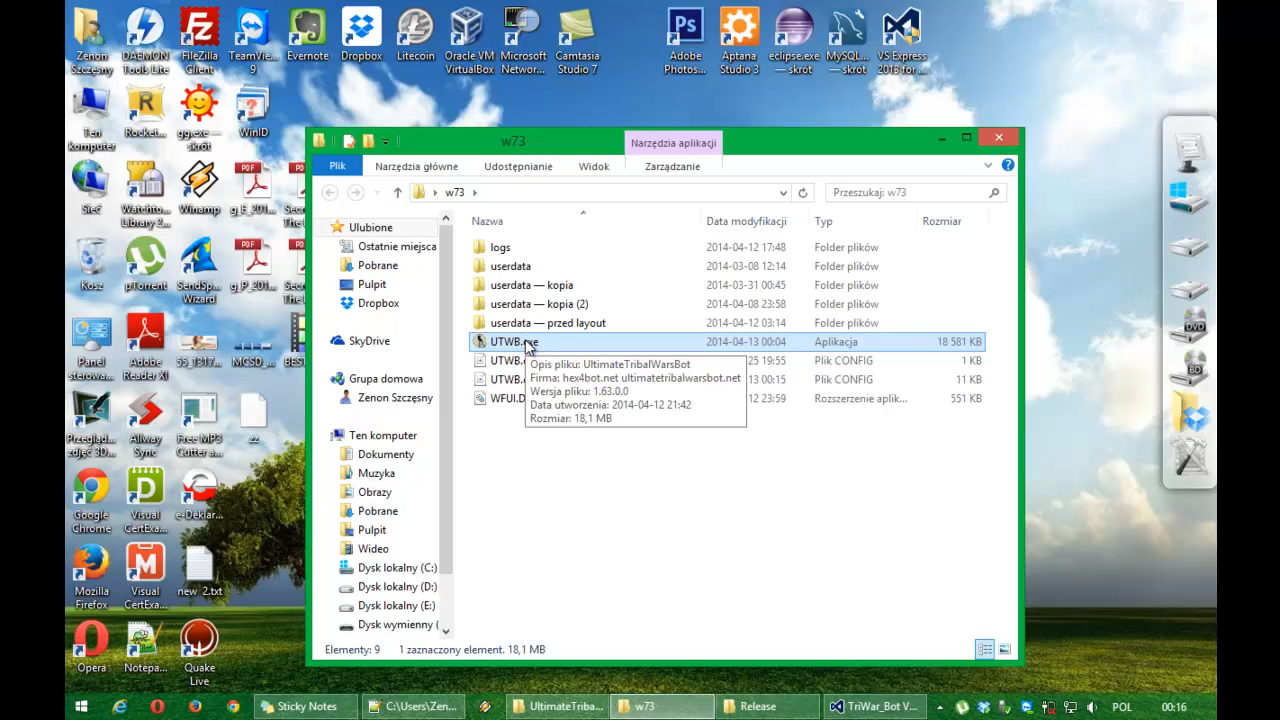 Zenon Szczęsny
DAEMON Tools Lite
FileZilla Client
TeamVie... 9
Evernote
Dropbox
Litecoin
Oracle VM VirtualBox
Microsoft Networ...
Camtasia Studio 7
Adobe Photos...
Aptana Studio 3
eclipse.exe — skrót
MySQL... — skrót
VS Express 2013 for ...
Ten komputer
Rocket...
gg.exe — skrót
WinID
Sieć
Watchto... Library 2...
Winamp
g_E_201...
Kosz
µTorrent
SendSp... Wizard
g_P_201...
Panel sterowa...
Adobe Reader XI
55_1317...
MCSD_...
BEST
Przegląd... zdjęć 3D...
Allway Sync
Free MP3 Cutter a...
zz
Google Chrome
Visual CertExa...
e-Deklar...
Mozilla Firefox
Visual CertExa...
new 2.txt
Opera
Notepa...
Quake Live
w73
Narzędzia aplikacji
Plik
Narzędzia główne
Udostępnianie
Widok
Zarządzanie
w73
Przeszukaj: w73
Nazwa
Data modyfikacji
Typ
Rozmiar
Ulubione
Ostatnie miejsca
Pobrane
Pulpit
Dropbox
SkyDrive
Grupa domowa
Zenon Szczęsny
Ten komputer
Dokumenty
Muzyka
Obrazy
Pobrane
Pulpit
Wideo
Dysk lokalny (C:)
Dysk lokalny (D:)
Dysk lokalny (E:)
Dysk wymienny (
logs 2014-04-12 17:48 Folder plików
userdata 2014-03-08 12:14 Folder plików
userdata — kopia 2014-03-31 00:45 Folder plików
userdata — kopia (2) 2014-04-08 23:58 Folder plików
userdata — przed layout 2014-04-12 03:14 Folder plików
UTWB.exe 2014-04-13 00:04 Aplikacja 18 581 KB
UTWB. 25 19:55 Plik CONFIG 1 KB
UTWB. 13 00:15 Plik CONFIG 11 KB
WFUI.D 12 23:59 Rozszerzenie aplik... 551 KB
Opis pliku: UltimateTribalWarsBot
Firma: hex4bot.net ultimatetribalwarsbot.net
Wersja pliku: 1.63.0.0
Data utworzenia: 2014-04-12 21:42
Rozmiar: 18,1 MB
Elementy: 9
1 zaznaczony element. 18,1 MB
Sticky Notes
C:\Users\Zen...
UltimateTriba...
w73
Release
TriWar_Bot V...
POL
00:16